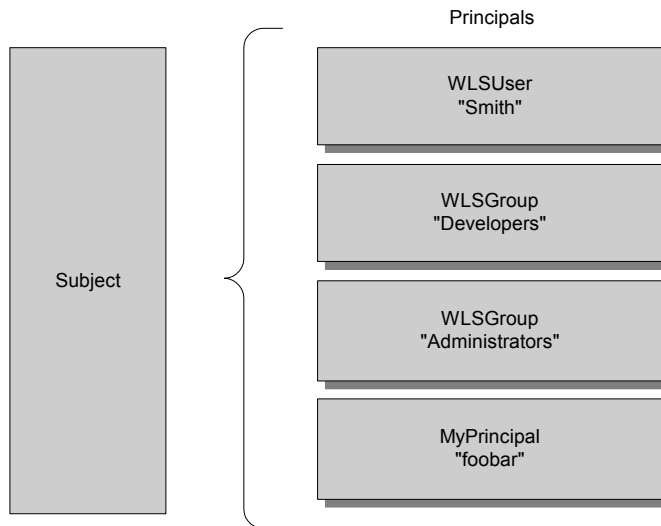 Principals
WLSUser
"Smith"
WLSGroup
"Developers"
Subject
WLSGroup
"Administrators"
MyPrincipal
"foobar"